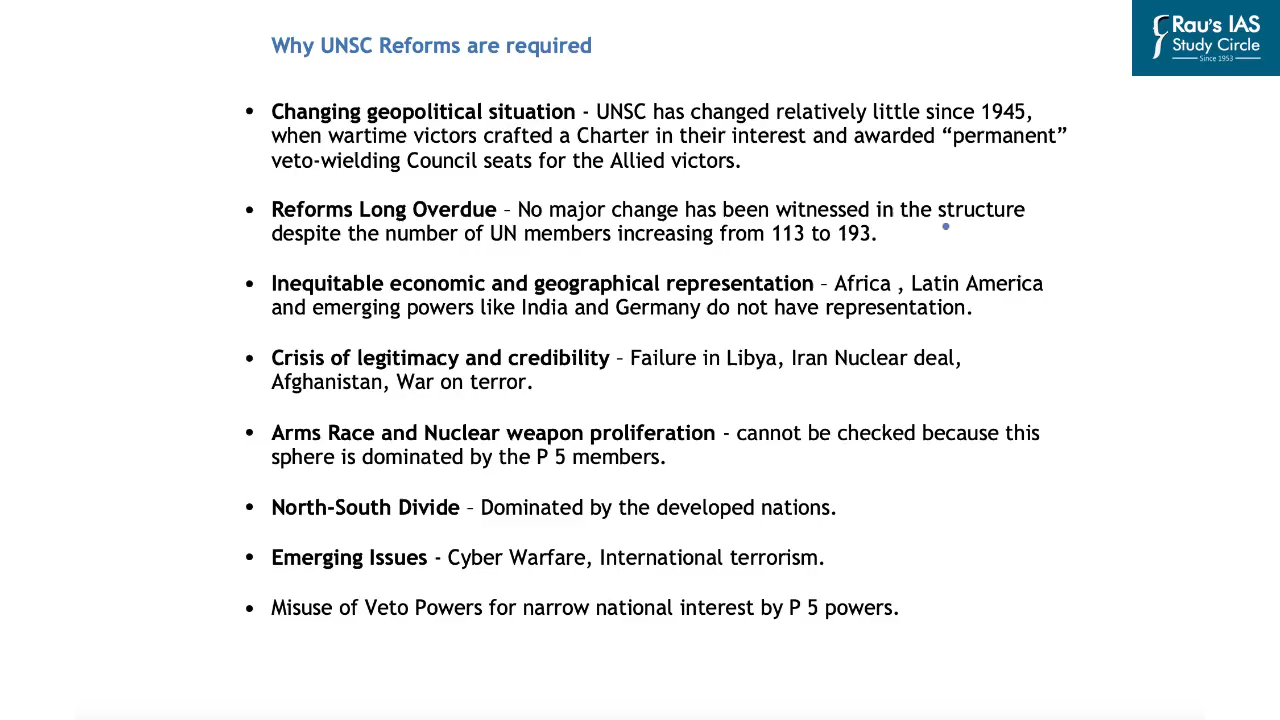 Why UNSC Reforms are required
Rau's IAS
Study Circle
Since 1953
• Changing geopolitical situation - UNSC has changed relatively little since 1945,
when wartime victors crafted a Charter in their interest and awarded “permanent”
veto-wielding Council seats for the Allied victors.
• Reforms Long Overdue – No major change has been witnessed in the structure
despite the number of UN members increasing from 113 to 193.
• Inequitable economic and geographical representation – Africa , Latin America
and emerging powers like India and Germany do not have representation.
• Crisis of legitimacy and credibility – Failure in Libya, Iran Nuclear deal,
Afghanistan, War on terror.
• Arms Race and Nuclear weapon proliferation - cannot be checked because this
sphere is dominated by the P 5 members.
• North-South Divide – Dominated by the developed nations.
• Emerging Issues - Cyber Warfare, International terrorism.
• Misuse of Veto Powers for narrow national interest by P 5 powers.